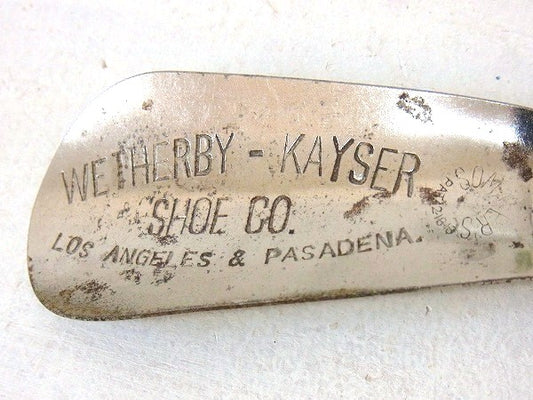 WETHERBY - KAYSER
SHOE CO.
LOS ANGELES & PASADENA.